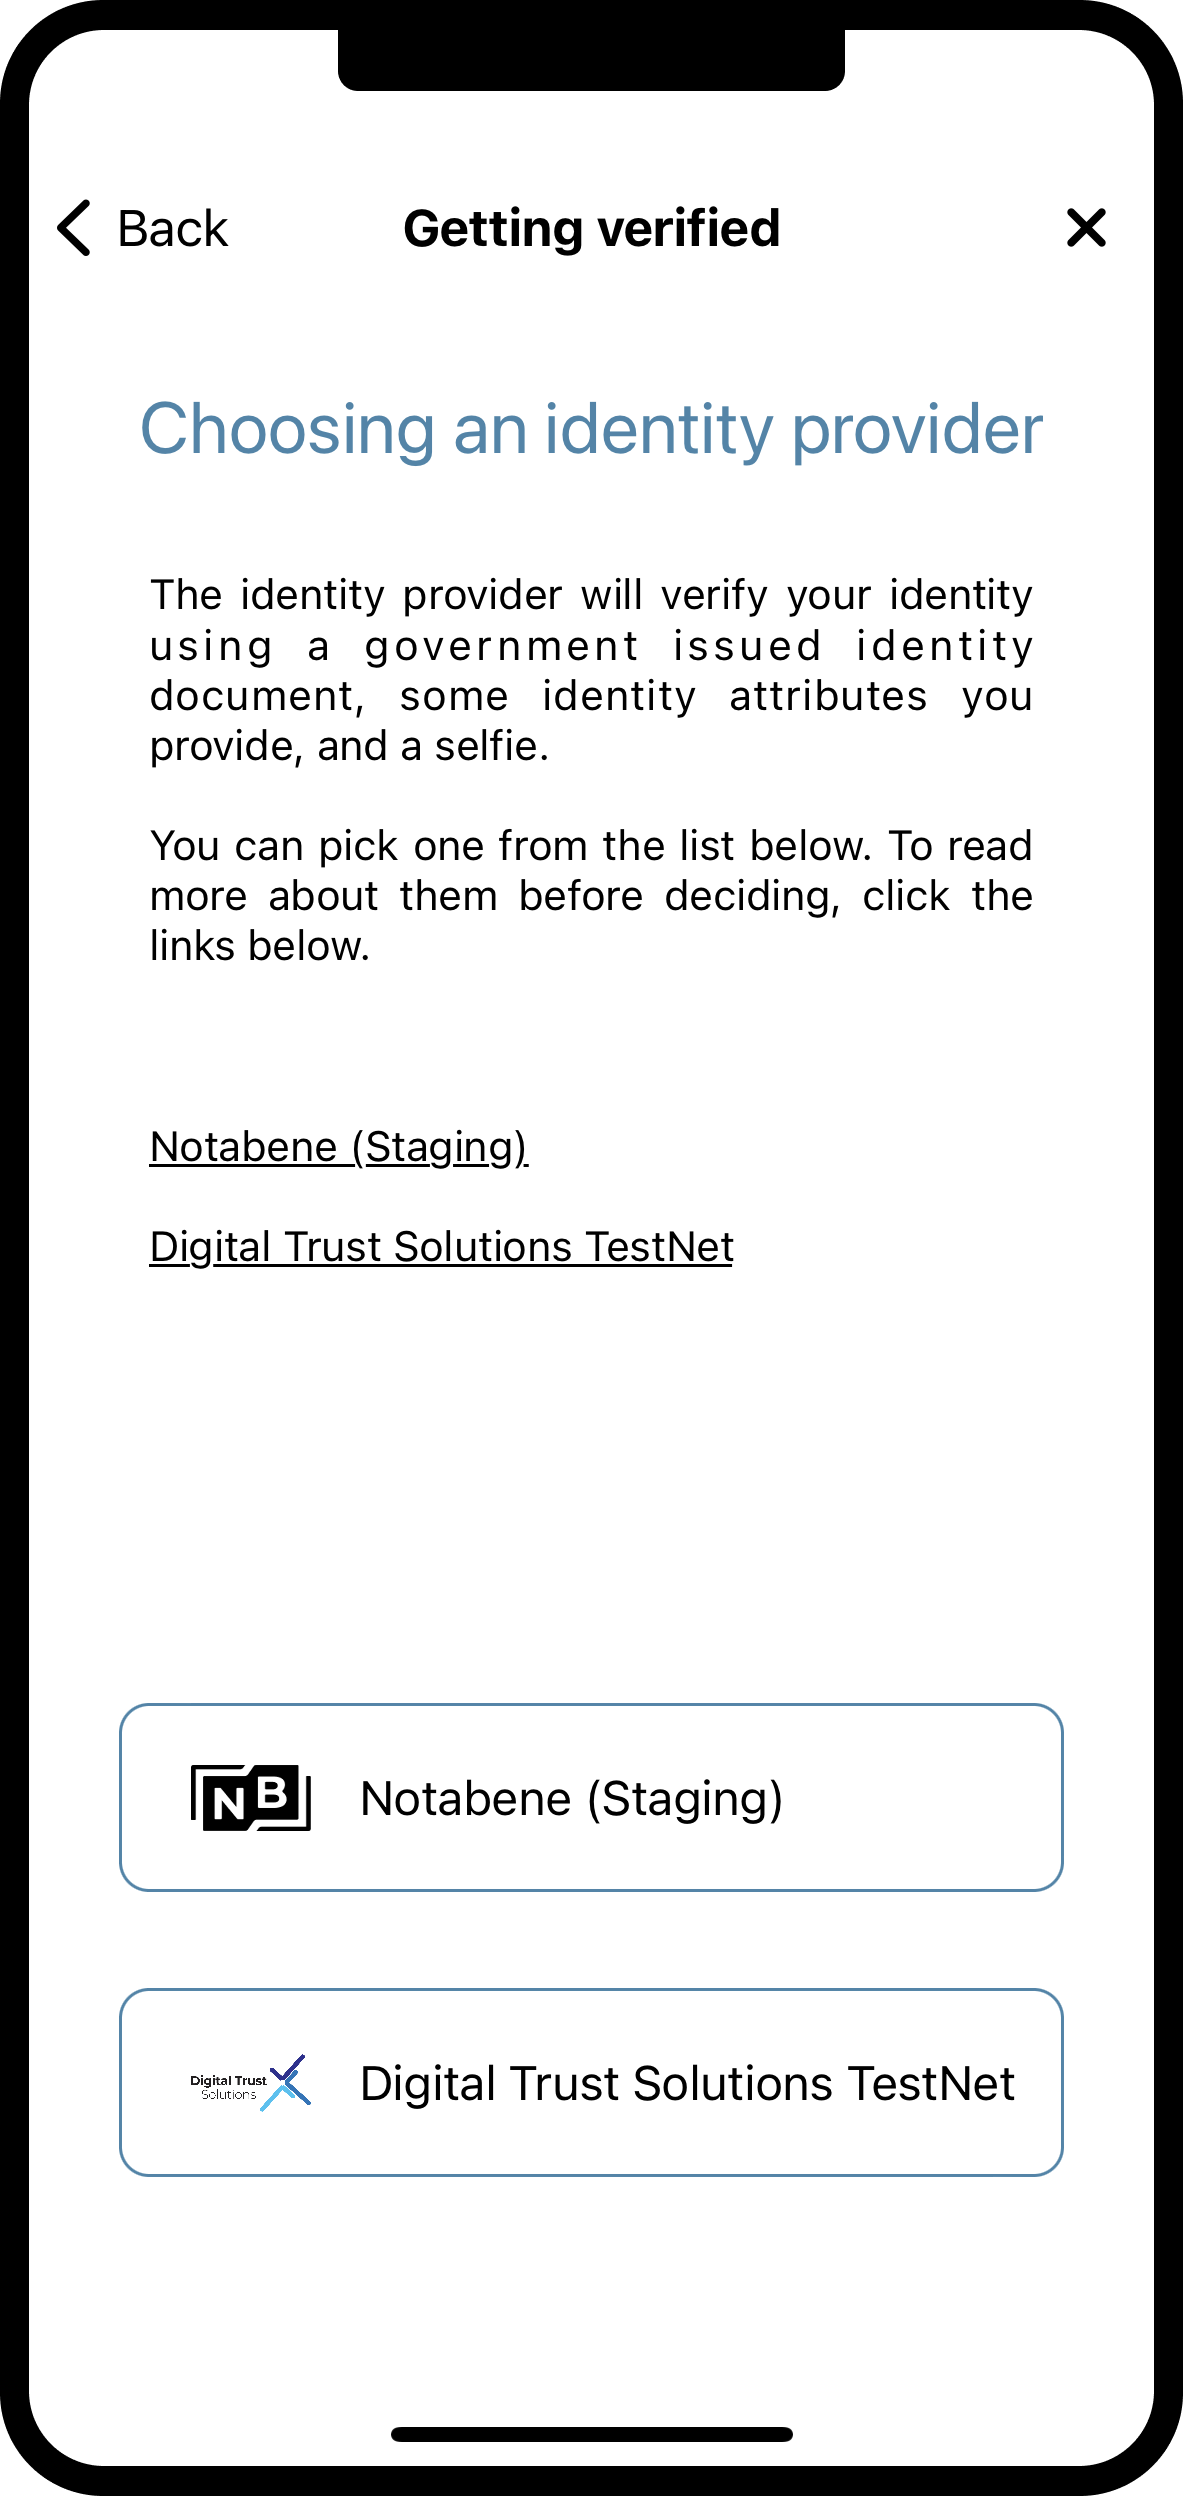 Back
Getting verified
Choosing an identity provider
The identity provider will verify your identity
using a government issued identity
document, some identity attributes you
provide, and a selfie.
You can pick one from the list below. To read
more about them before deciding, click the
links below.
Notabene (Staging)
Digital Trust Solutions TestNet
NB
Notabene (Staging)
Digital Trust
Solutions
Digital Trust Solutions TestNet